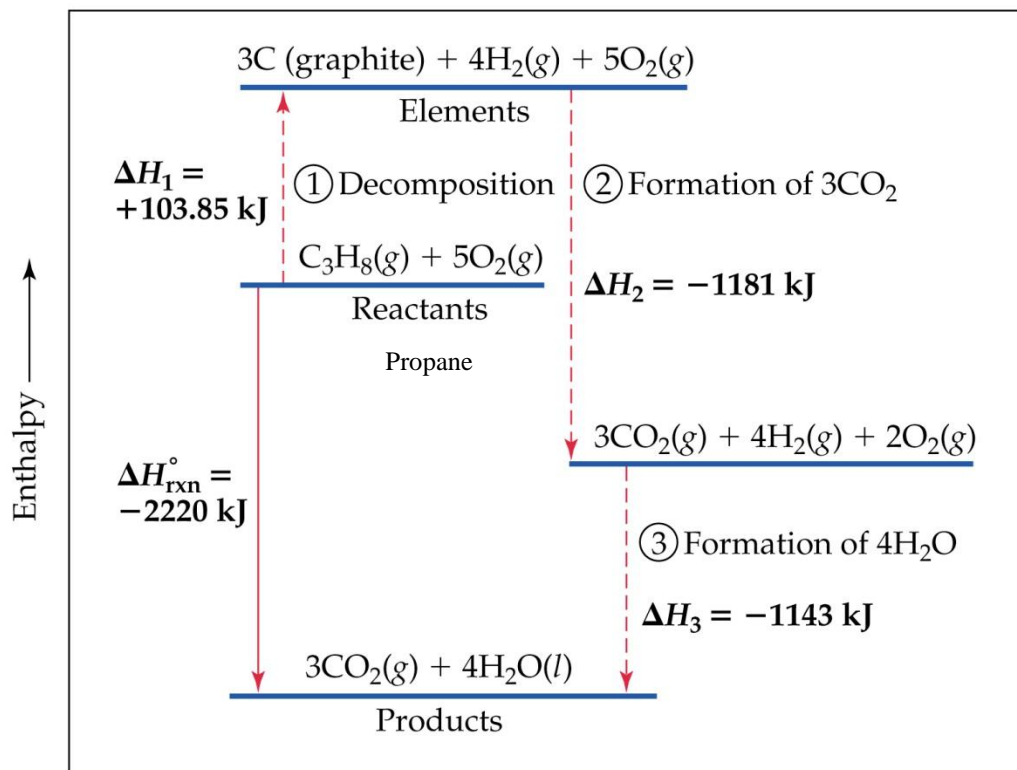 3C (graphite) + 4H₂(g) + 5O₂(g)
Elements
ΔH₁ =
+103.85 kJ
① Decomposition
② Formation of 3CO₂
C₃H₈(g) + 5O₂(g)
Reactants
Propane
ΔH₂ = −1181 kJ
Enthalpy
3CO₂(g) + 4H₂(g) + 2O₂(g)
ΔH°rxn =
−2220 kJ
③ Formation of 4H₂O
ΔH₃ = −1143 kJ
3CO₂(g) + 4H₂O(l)
Products